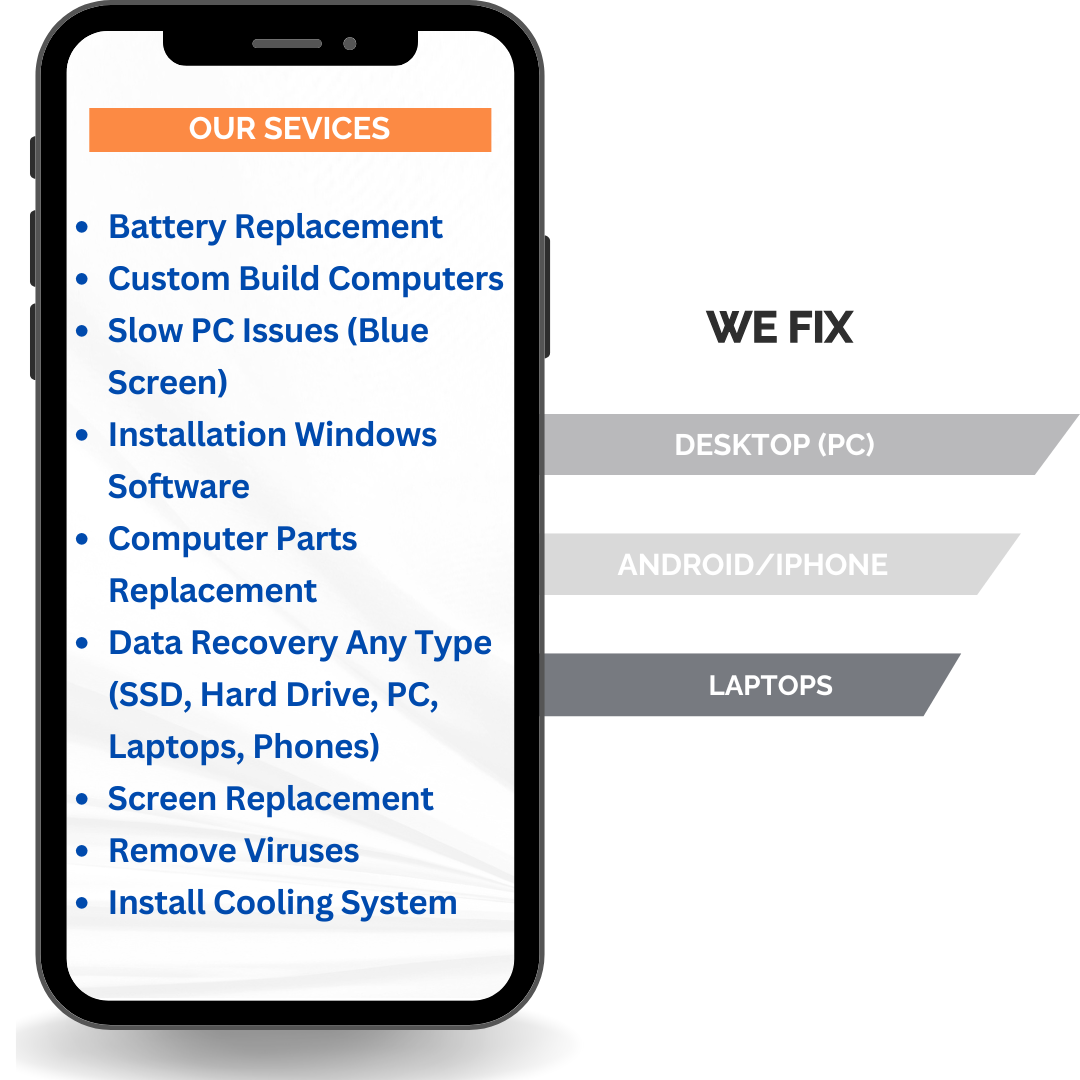 OUR SEVICES
• Battery Replacement
• Custom Build Computers
• Slow PC Issues (Blue
Screen)
• Installation Windows
Software
• Computer Parts
Replacement
• Data Recovery Any Type
(SSD, Hard Drive, PC,
Laptops, Phones)
• Screen Replacement
• Remove Viruses
• Install Cooling System
WE FIX
DESKTOP (PC)
ANDROID/IPHONE
LAPTOPS